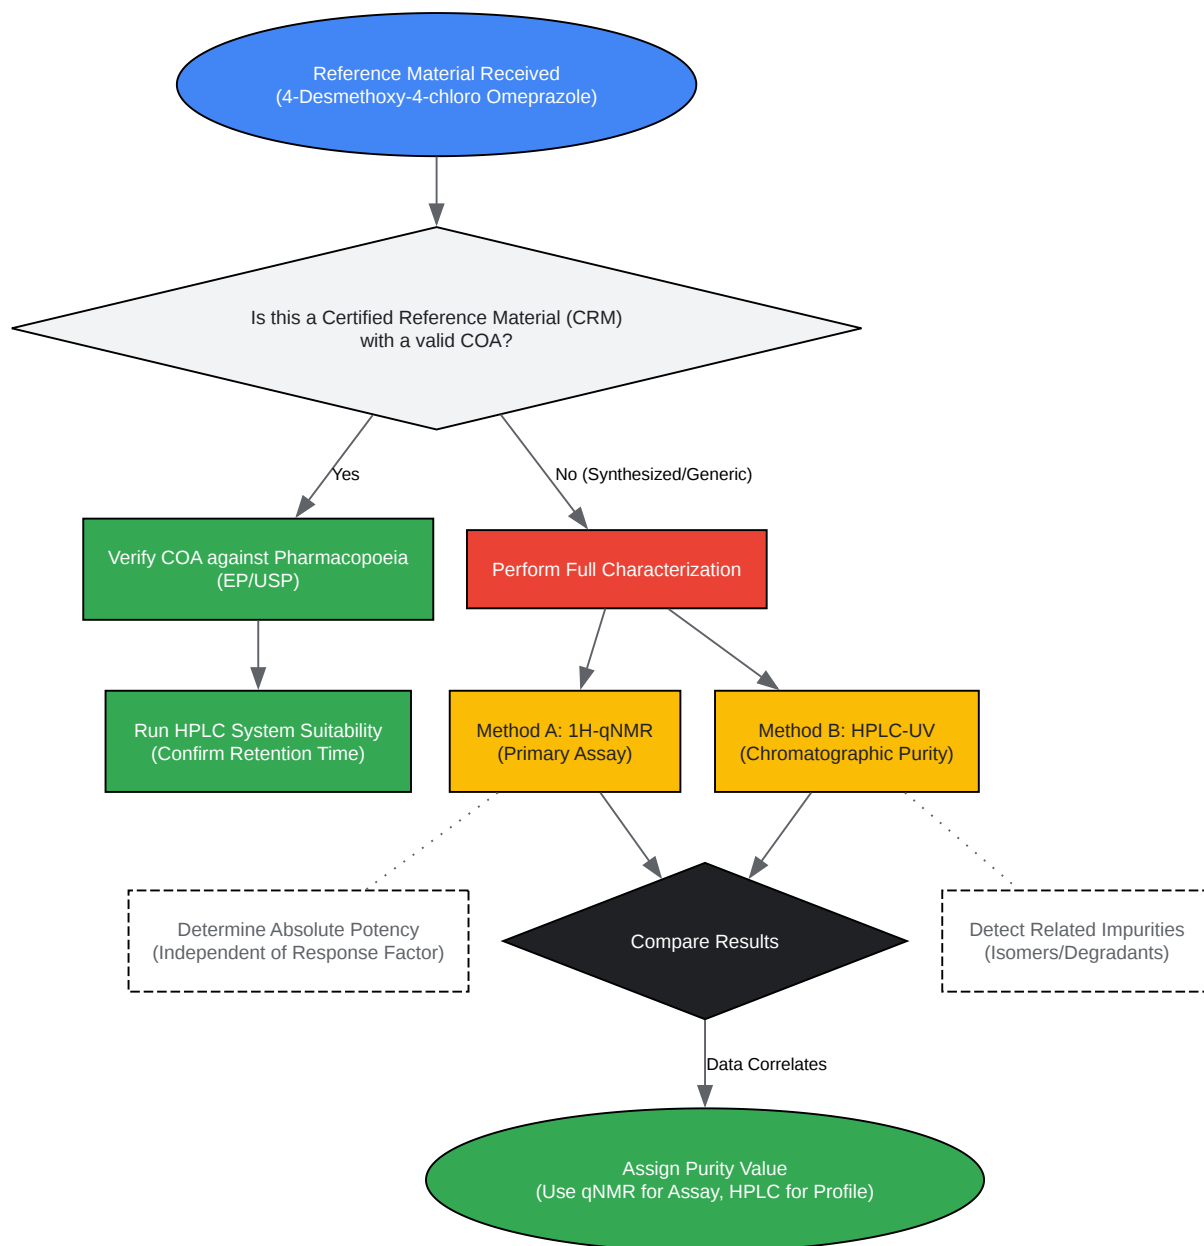 Reference Material Received
(4-Desmethoxy-4-chloro Omeprazole)
Is this a Certified Reference Material (CRM)
with a valid COA?
Yes
No (Synthesized/Generic)
Verify COA against Pharmacopoeia
(EP/USP)
Perform Full Characterization
Run HPLC System Suitability
(Confirm Retention Time)
Method A: 1H-qNMR
(Primary Assay)
Method B: HPLC-UV
(Chromatographic Purity)
Determine Absolute Potency
(Independent of Response Factor)
Compare Results
Detect Related Impurities
(Isomers/Degradants)
Data Correlates
Assign Purity Value
(Use qNMR for Assay, HPLC for Profile)